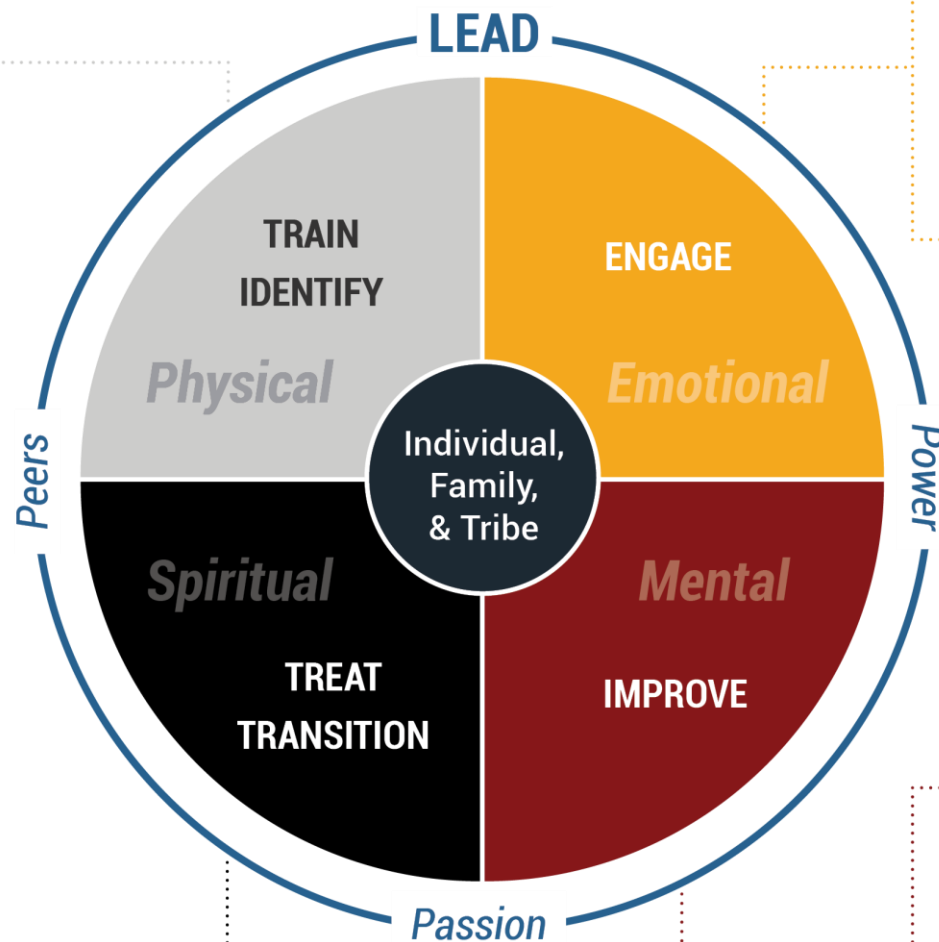 LEAD
TRAIN
IDENTIFY
ENGAGE
Physical
Emotional
Peers
Individual,
Family,
& Tribe
Power
Spiritual
Mental
TREAT
TRANSITION
IMPROVE
Passion